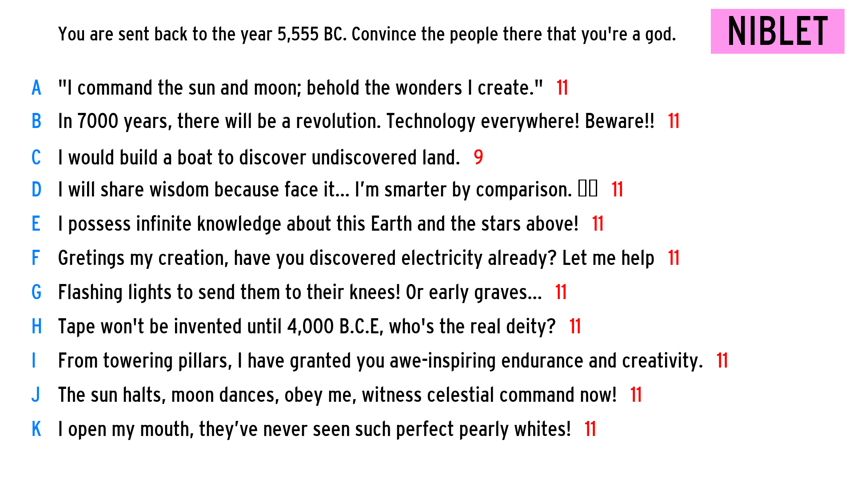 You are sent back to the year 5,555 BC. Convince the people there that you're a god.
NIBLET
A "I command the sun and moon; behold the wonders I create." 11
B In 7000 years, there will be a revolution. Technology everywhere! Beware!! 11
C I would build a boat to discover undiscovered land. 9
D I will share wisdom because face it... I’m smarter by comparison. 11
E I possess infinite knowledge about this Earth and the stars above! 11
F Gretings my creation, have you discovered electricity already? Let me help 11
G Flashing lights to send them to their knees! Or early graves... 11
H Tape won't be invented until 4,000 B.C.E, who's the real deity? 11
I From towering pillars, I have granted you awe-inspiring endurance and creativity. 11
J The sun halts, moon dances, obey me, witness celestial command now! 11
K I open my mouth, they’ve never seen such perfect pearly whites! 11